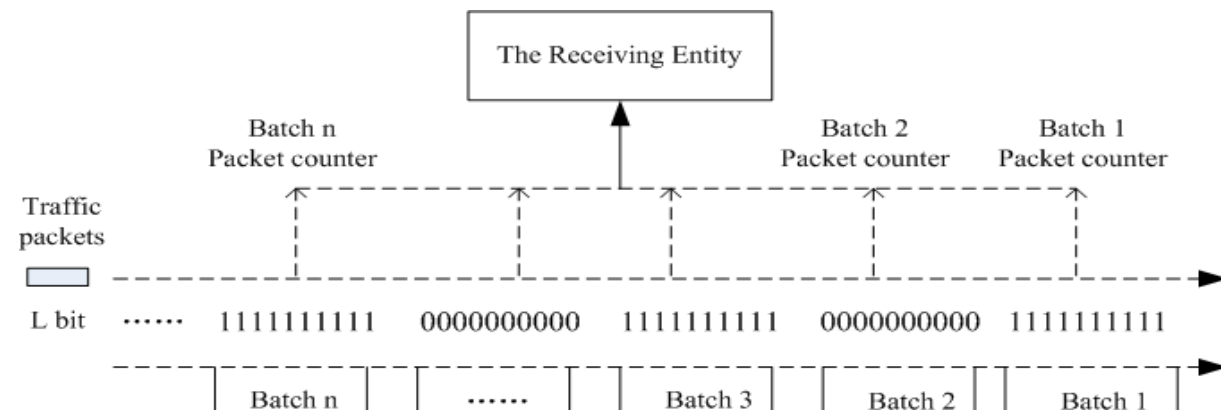 The Receiving Entity
Batch n
Packet counter
Batch 2
Packet counter
Batch 1
Packet counter
Traffic
packets
L bit ...... 1111111111 0000000000 1111111111 0000000000 1111111111
Batch n ...... Batch 3 Batch 2 Batch 1